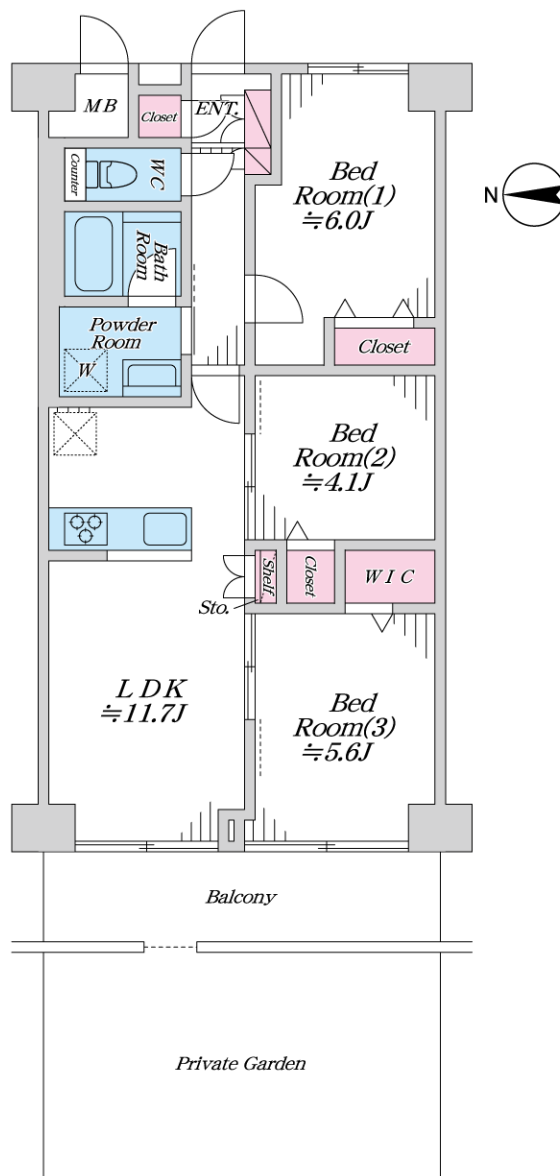 MB
Closet
ENT.
Counter
WC
Bed
Room(1)
≒6.0J
N
Bath
Room
Powder
Room
W
Closet
Bed
Room(2)
≒4.1J
Shelf
Closet
WIC
Sto.
LDK
≒11.7J
Bed
Room(3)
≒5.6J
Balcony
Private Garden